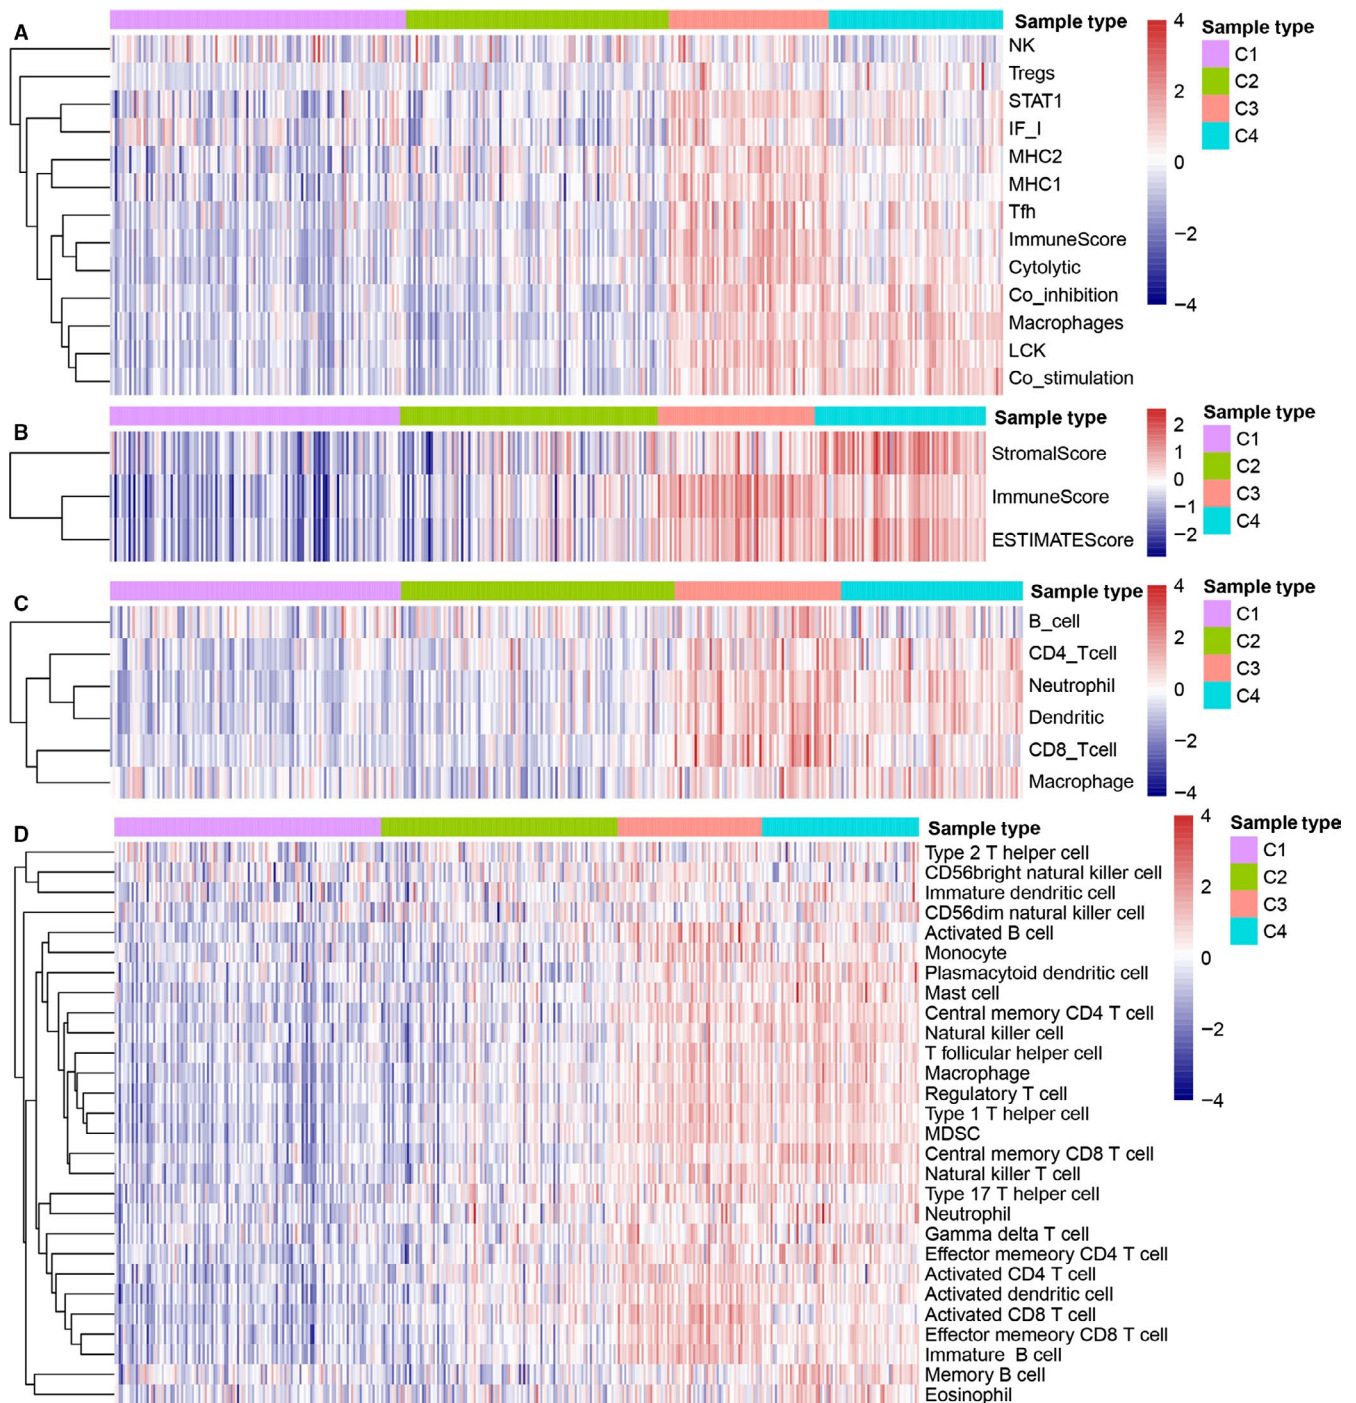 A
Sample type
NK
Tregs
STAT1
IF_I
MHC2
MHC1
Tfh
ImmuneScore
Cytolytic
Co_inhibition
Macrophages
LCK
Co_stimulation
4
2
0
−2
−4
Sample type
C1
C2
C3
C4
B
Sample type
StromalScore
ImmuneScore
ESTIMATEScore
2
1
0
−1
−2
Sample type
C1
C2
C3
C4
C
Sample type
B_cell
CD4_Tcell
Neutrophil
Dendritic
CD8_Tcell
Macrophage
4
2
0
−2
−4
Sample type
C1
C2
C3
C4
D
Sample type
Type 2 T helper cell
CD56bright natural killer cell
Immature dendritic cell
CD56dim natural killer cell
Activated B cell
Monocyte
Plasmacytoid dendritic cell
Mast cell
Central memory CD4 T cell
Natural killer cell
T follicular helper cell
Macrophage
Regulatory T cell
Type 1 T helper cell
MDSC
Central memory CD8 T cell
Natural killer T cell
Type 17 T helper cell
Neutrophil
Gamma delta T cell
Effector memeory CD4 T cell
Activated CD4 T cell
Activated dendritic cell
Activated CD8 T cell
Effector memeory CD8 T cell
Immature  B cell
Memory B cell
Eosinophil
4
2
0
−2
−4
Sample type
C1
C2
C3
C4